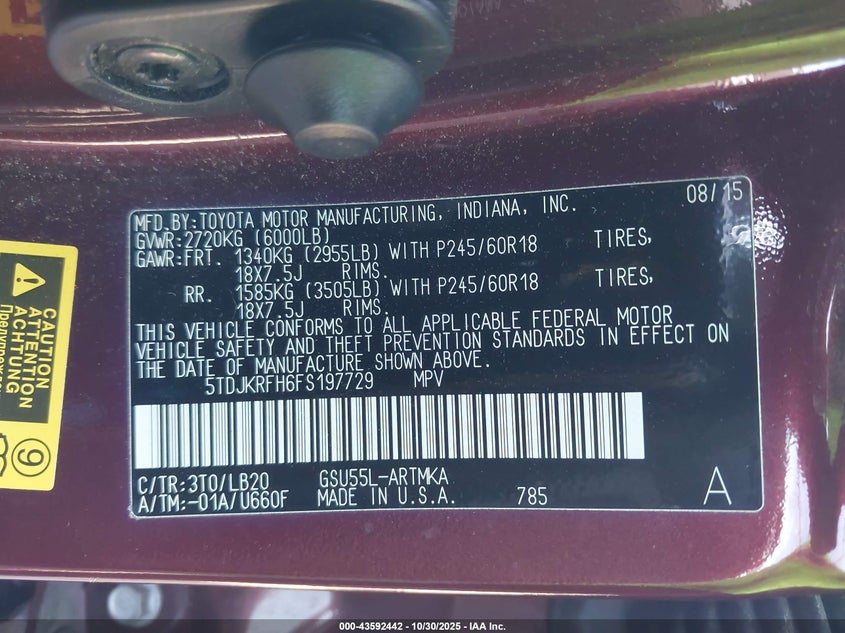 MFD.BY:TOYOTA MOTOR MANUFACTURING, INDIANA, INC. 08/15
GVWR:2720KG (6000LB)
GAWR:FRT. 1340KG (2955LB) WITH P245/60R18 TIRES,
18X7.5J RIMS.
RR. 1585KG (3505LB) WITH P245/60R18 TIRES,
18X7.5J RIMS.
THIS VEHICLE CONFORMS TO ALL APPLICABLE FEDERAL MOTOR
VEHICLE SAFETY AND THEFT PREVENTION STANDARDS IN EFFECT ON
THE DATE OF MANUFACTURE SHOWN ABOVE.
5TDJKRFH6FS197729 MPV
C/TR:3T0/LB20 GSU55L-ARTMKA
A/TM:-01A/U660F MADE IN U.S.A. 785 A
CAUTION
ATTENTION
ACHTUNG
9
000-43592442 - 10/30/2025 - IAA Inc.